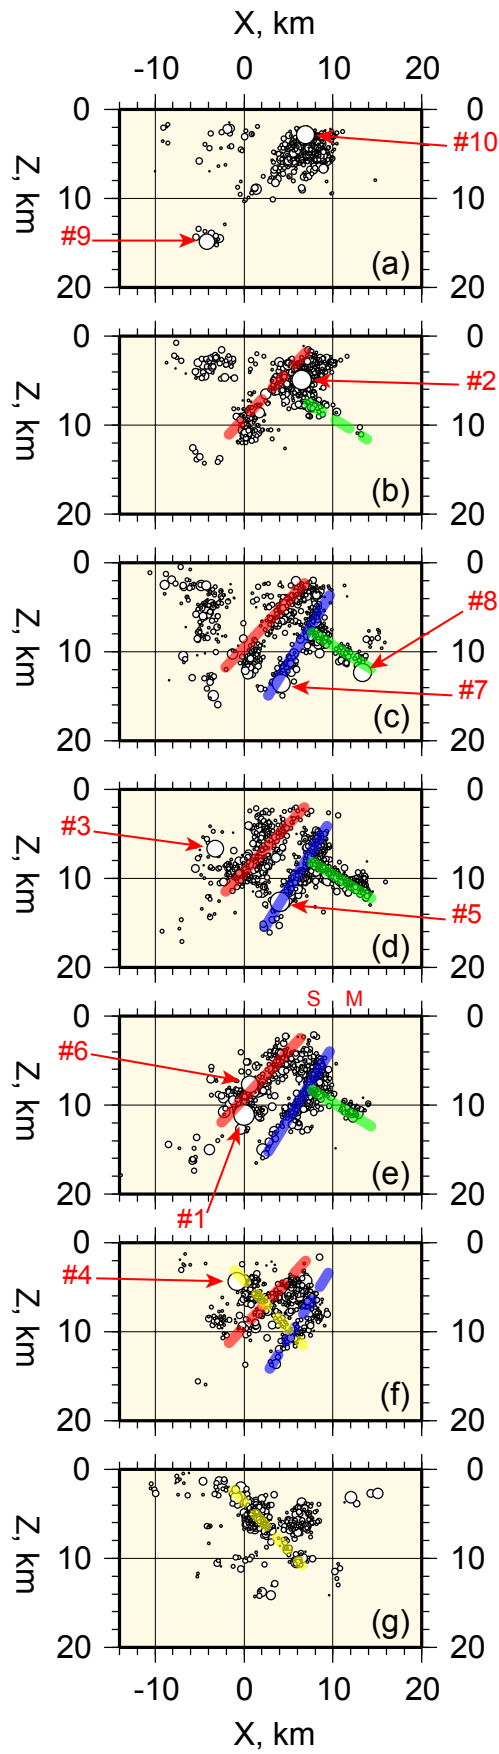 X, km
-10 0 10 20
0 0
#10
Z, km 10 10
#9
20 (a) 20
0 0
#2
Z, km 10 10
20 (b) 20
0 0
#8
Z, km 10 10
#7
20 (c) 20
0 0
#3
Z, km 10 10
#5
20 (d) 20
S M
0 0
#6
Z, km 10 10
20 (e) 20
#1
0 0
#4
Z, km 10 10
20 (f) 20
0 0
Z, km 10 10
20 (g) 20
-10 0 10 20
X, km